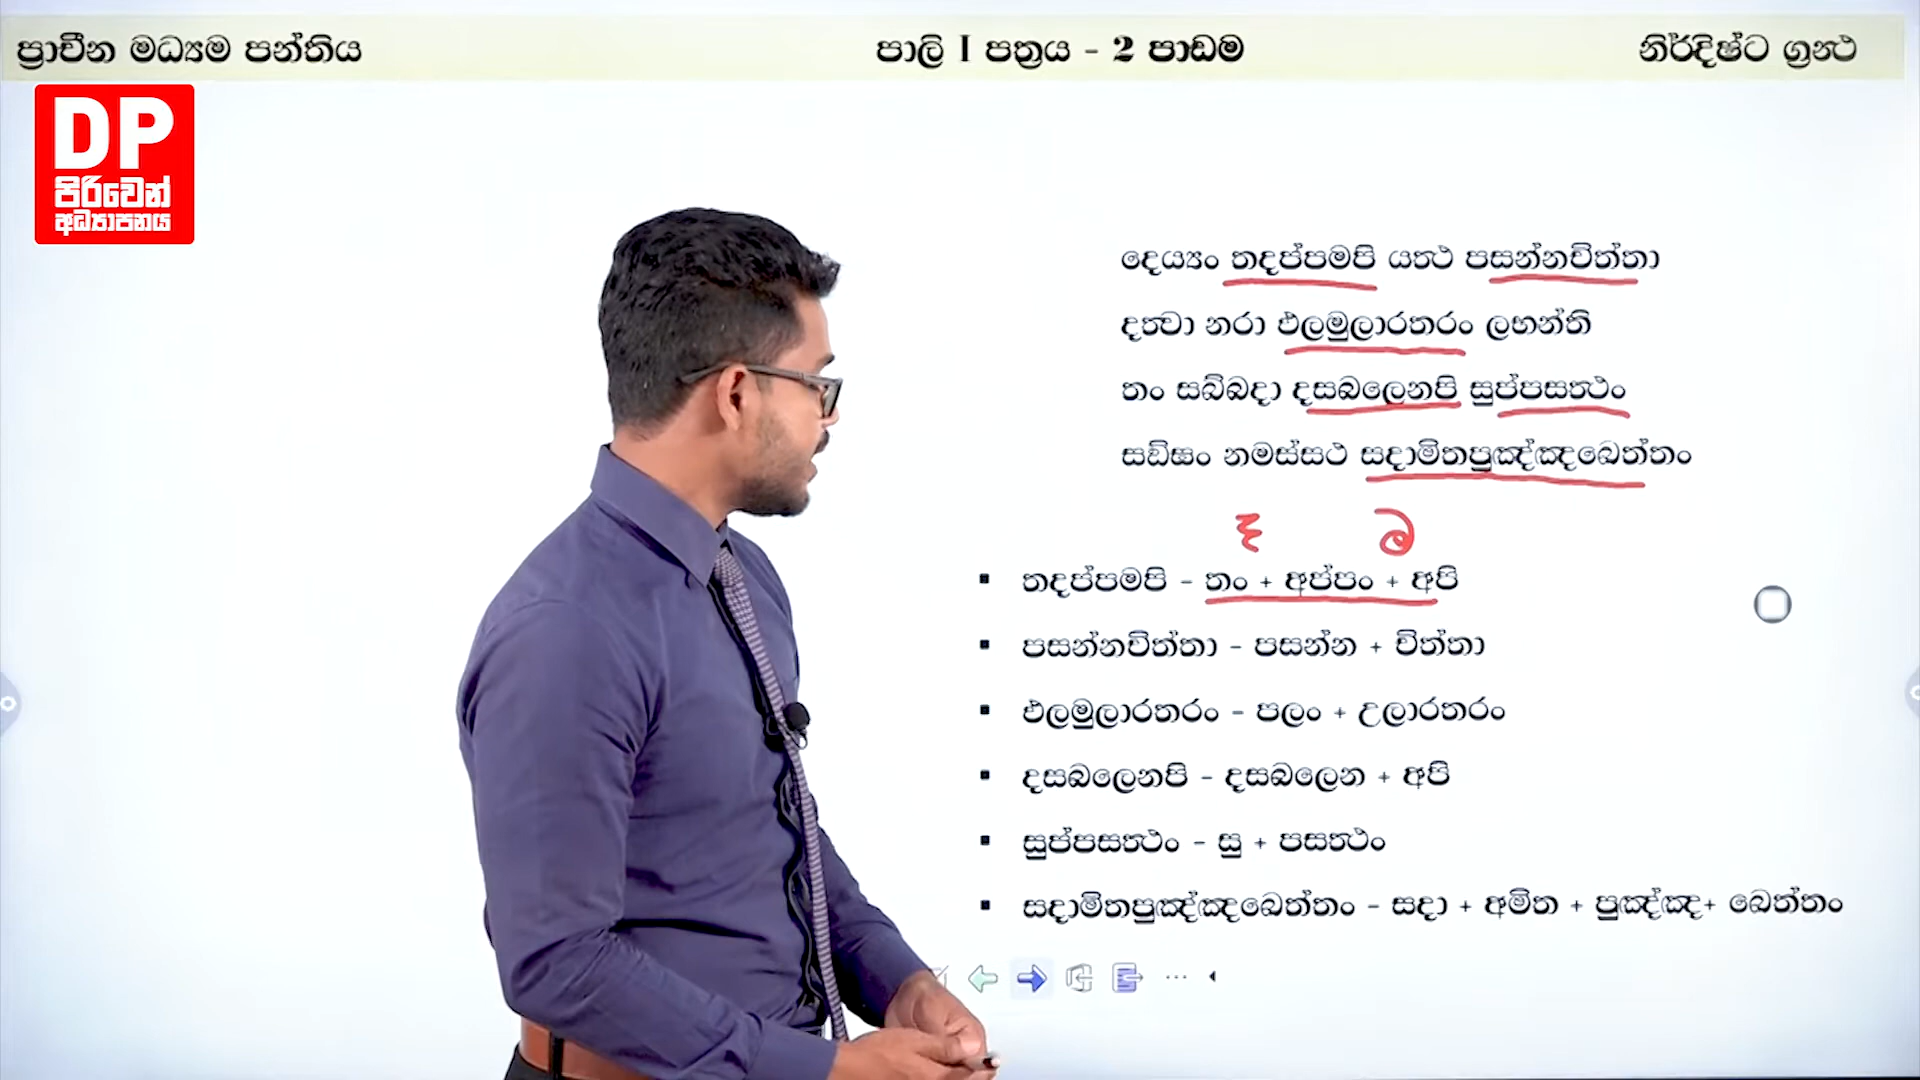 ප්‍රාචීන මධ්‍යම පන්තිය
පාලි I පත්‍රය - 2 පාඩම
නිර්දිෂ්ට ග්‍රන්ථ
DP
පිරිවෙන්
අධ්‍යාපනය
දෙය්‍යං තදප්පමපි යත්ථ පසන්නචිත්තා
දත්වා නරා ඵලමුලාරතරං ලභන්ති
තං සබ්බදා දසබලෙනපි සුප්පසත්ථං
සඞ්ඝං නමස්සථ සදාමිතපුඤ්ඤඛෙත්තං
ද ම
▪ තදප්පමපි - තං + අප්පං + අපි
▪ පසන්නචිත්තා - පසන්න + චිත්තා
▪ ඵලමුලාරතරං - පලං + උලාරතරං
▪ දසබලෙනපි - දසබලෙන + අපි
▪ සුප්පසත්ථං - සු + පසත්ථං
▪ සදාමිතපුඤ්ඤඛෙත්තං - සදා + අමිත + පුඤ්ඤ+ ඛෙත්තං